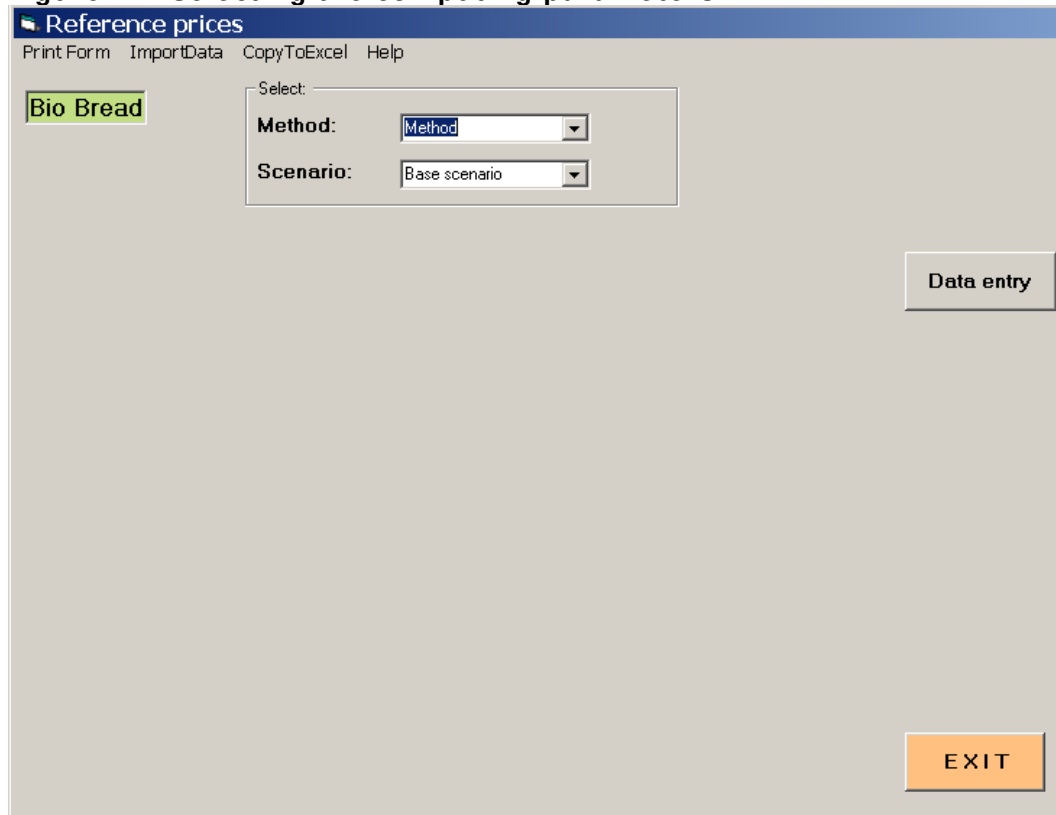 Reference prices
Print Form ImportData CopyToExcel Help
Bio Bread
Select:
Method: Method
Scenario: Base scenario
Data entry
EXIT